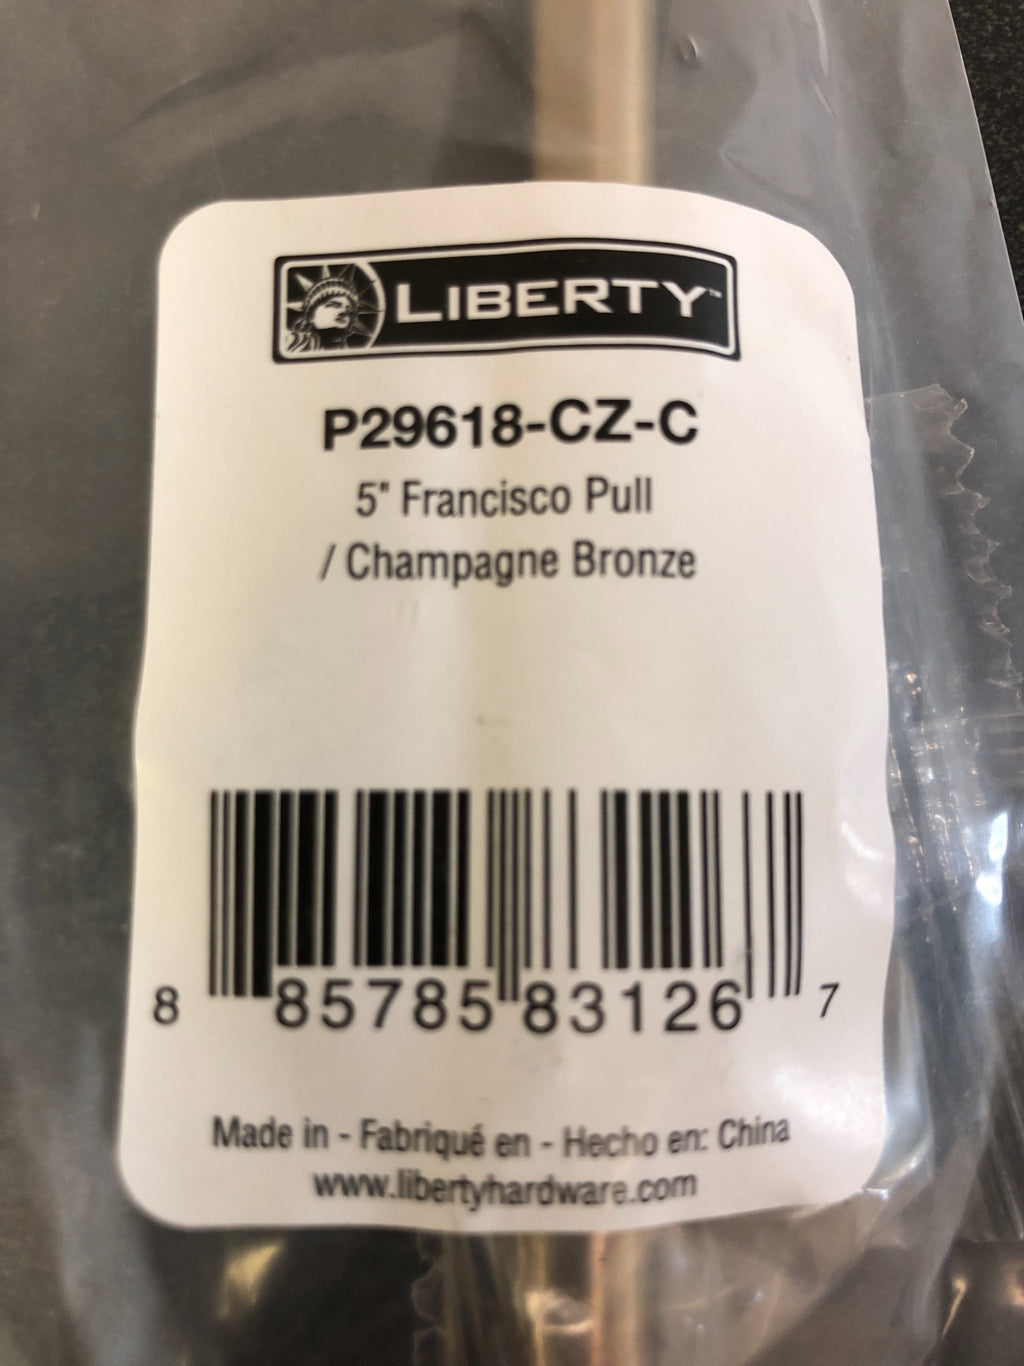 LIBERTY™
P29618-CZ-C
5" Francisco Pull
/ Champagne Bronze
8 85785 83126 7
Made in - Fabriqué en - Hecho en: China
www.libertyhardware.com